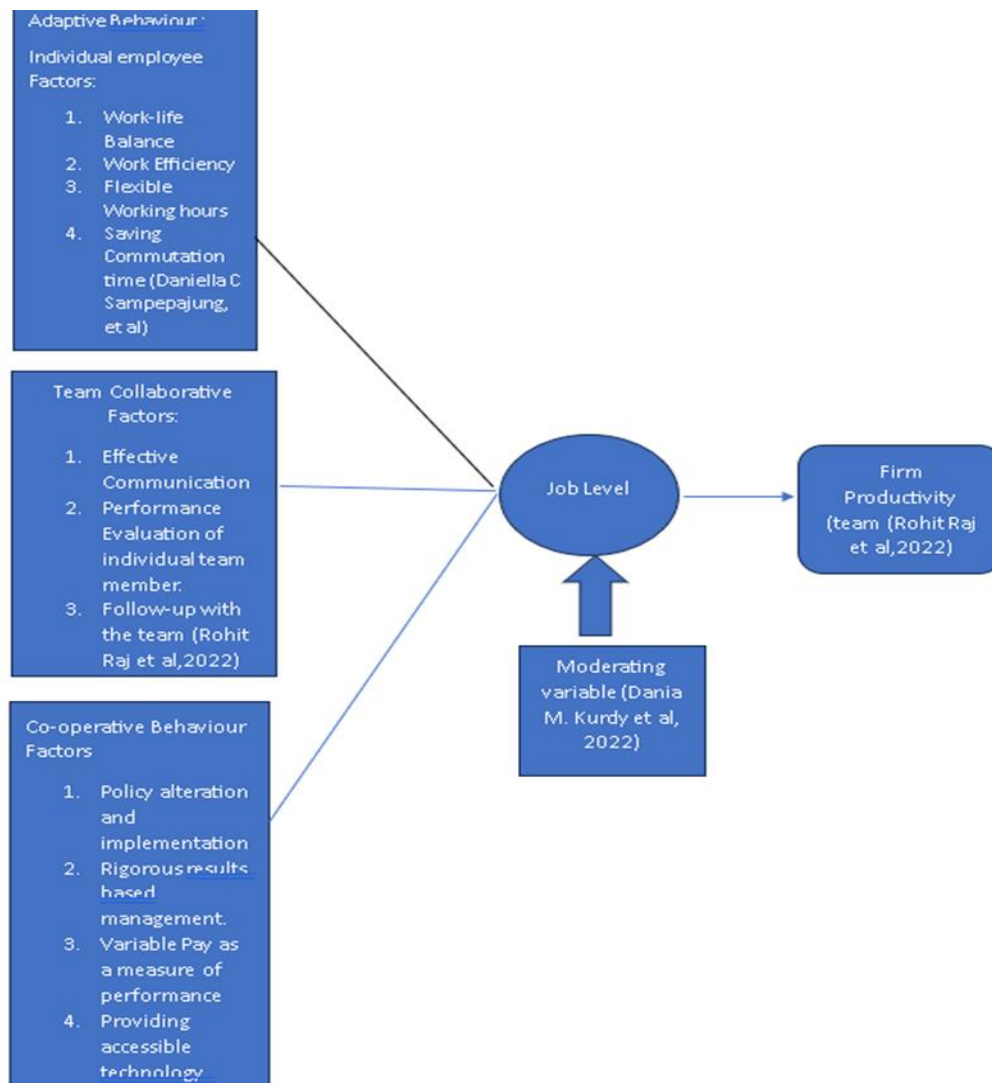 Adaptive Behaviour:
Individual employee
Factors:
1. Work-life
Balance
2. Work Efficiency
3. Flexible
Working hours
4. Saving
Commutation
time (Daniella C
Sampepajung,
et al)
Team Collaborative
Factors:
1. Effective
Communication
2. Performance
Evaluation of
individual team
member.
3. Follow-up with
the team (Rohit
Raj et al,2022)
Co-operative Behaviour
Factors
1. Policy alteration
and
implementation
2. Rigorous results
based
management.
3. Variable Pay as
a measure of
performance
4. Providing
accessible
technology
Job Level
Moderating
variable (Dania
M. Kurdy et al,
2022)
Firm
Productivity
(team (Rohit Raj
et al,2022)